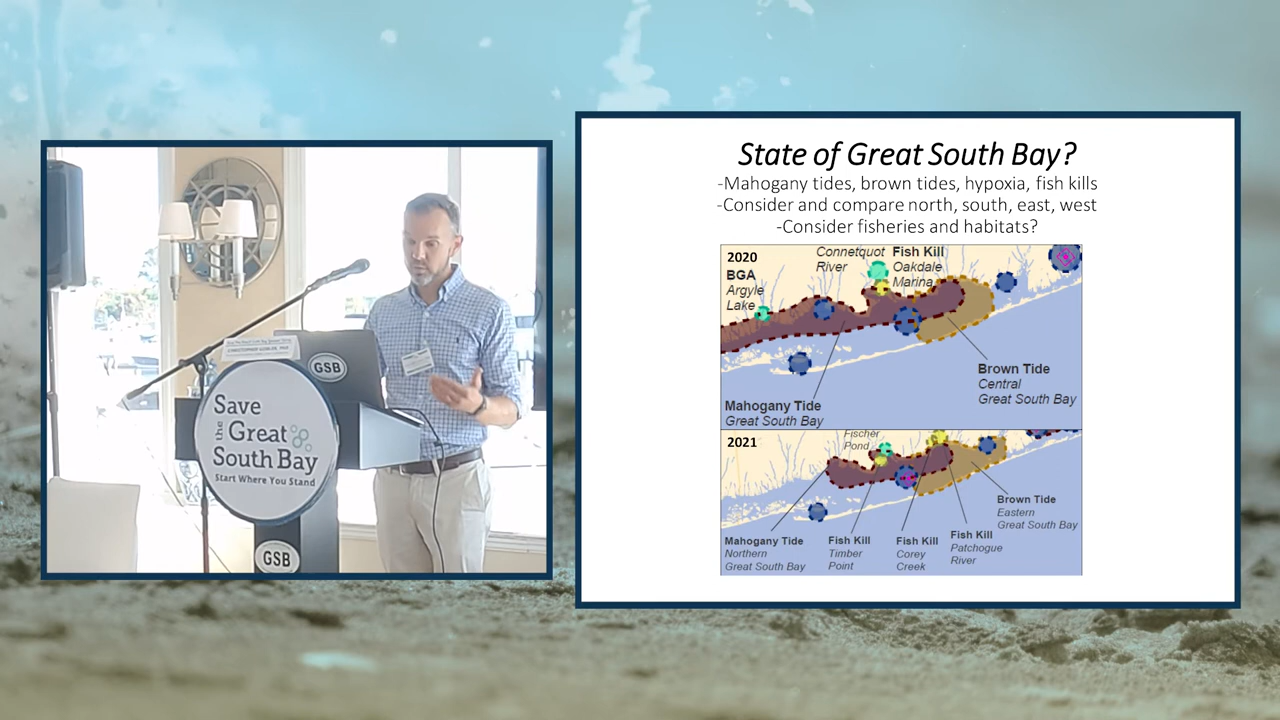 CHRISTOPHER GOBLER, PHD
GSB
Save
the
Great
South Bay
Start Where You Stand
GSB
State of Great South Bay?
-Mahogany tides, brown tides, hypoxia, fish kills
-Consider and compare north, south, east, west
-Consider fisheries and habitats?
2020
BGA
Argyle
Lake
Connetquot
River
Fish Kill
Oakdale
Marina
Brown Tide
Central
Great South Bay
Mahogany Tide
Great South Bay
2021
Fischer
Pond
Brown Tide
Eastern
Great South Bay
Mahogany Tide
Northern
Great South Bay
Fish Kill
Timber
Point
Fish Kill
Corey
Creek
Fish Kill
Patchogue
River